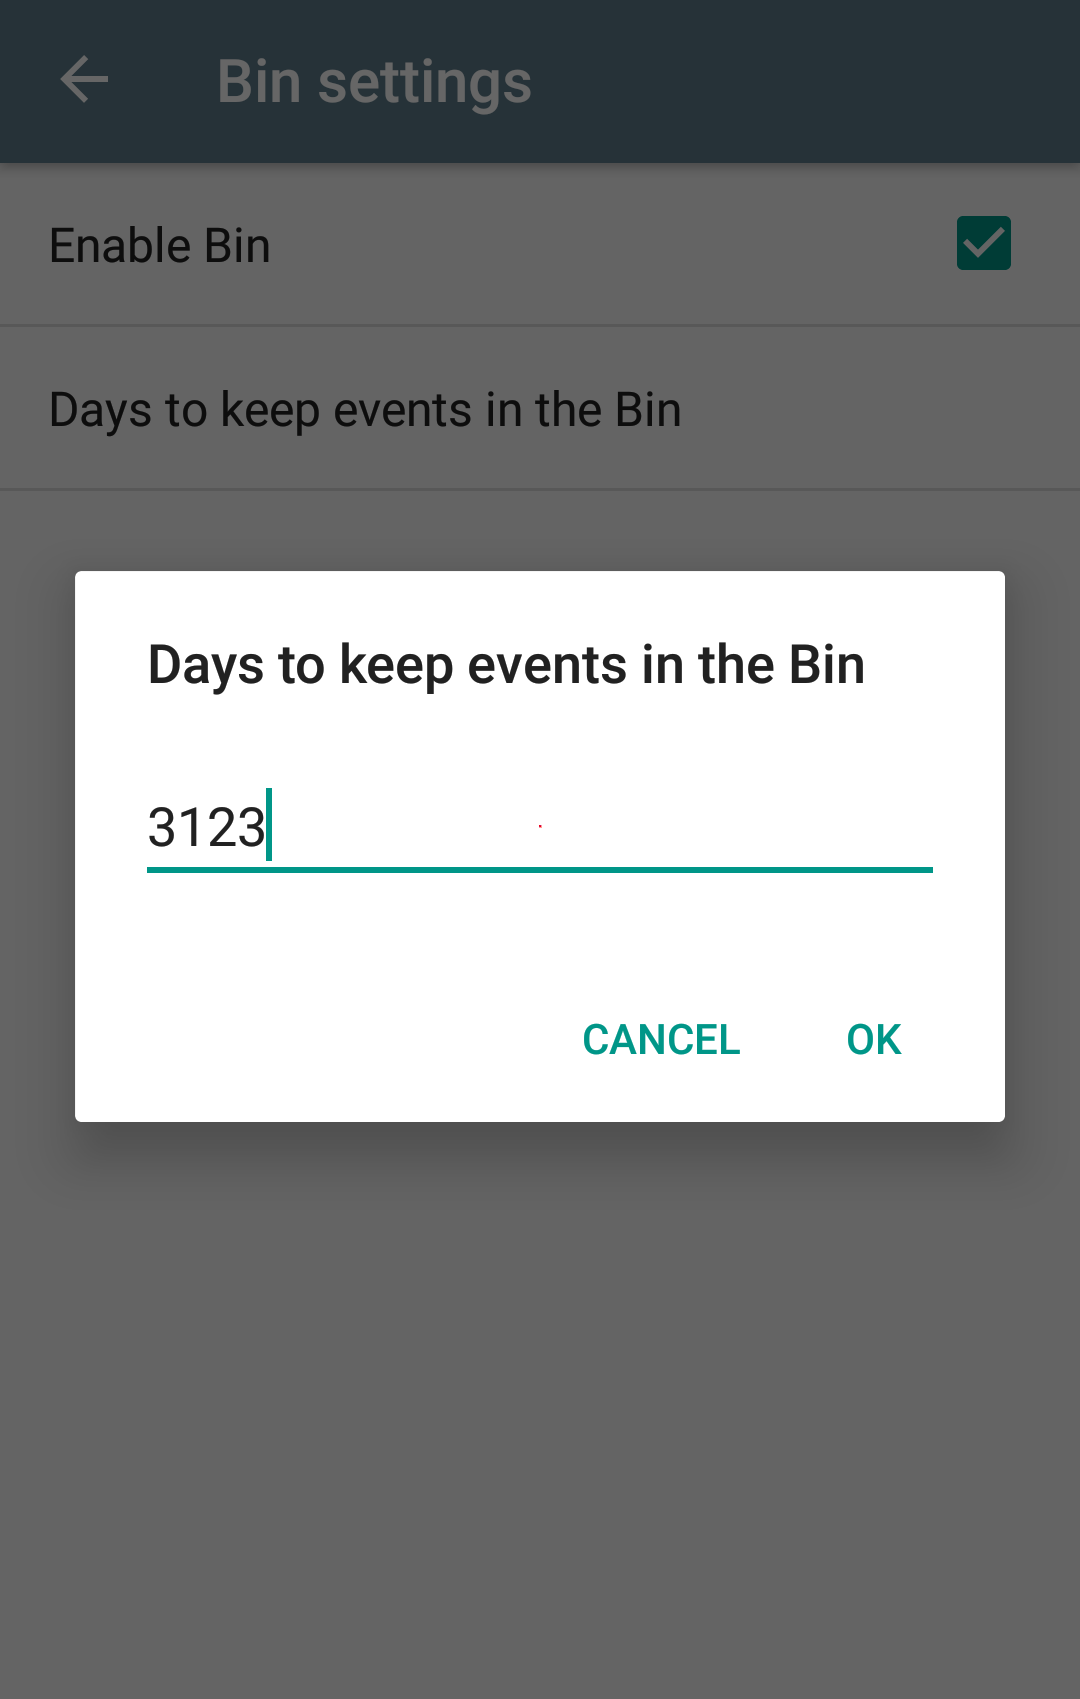 Bin settings
Enable Bin
Days to keep events in the Bin
Days to keep events in the Bin
3123
CANCEL OK